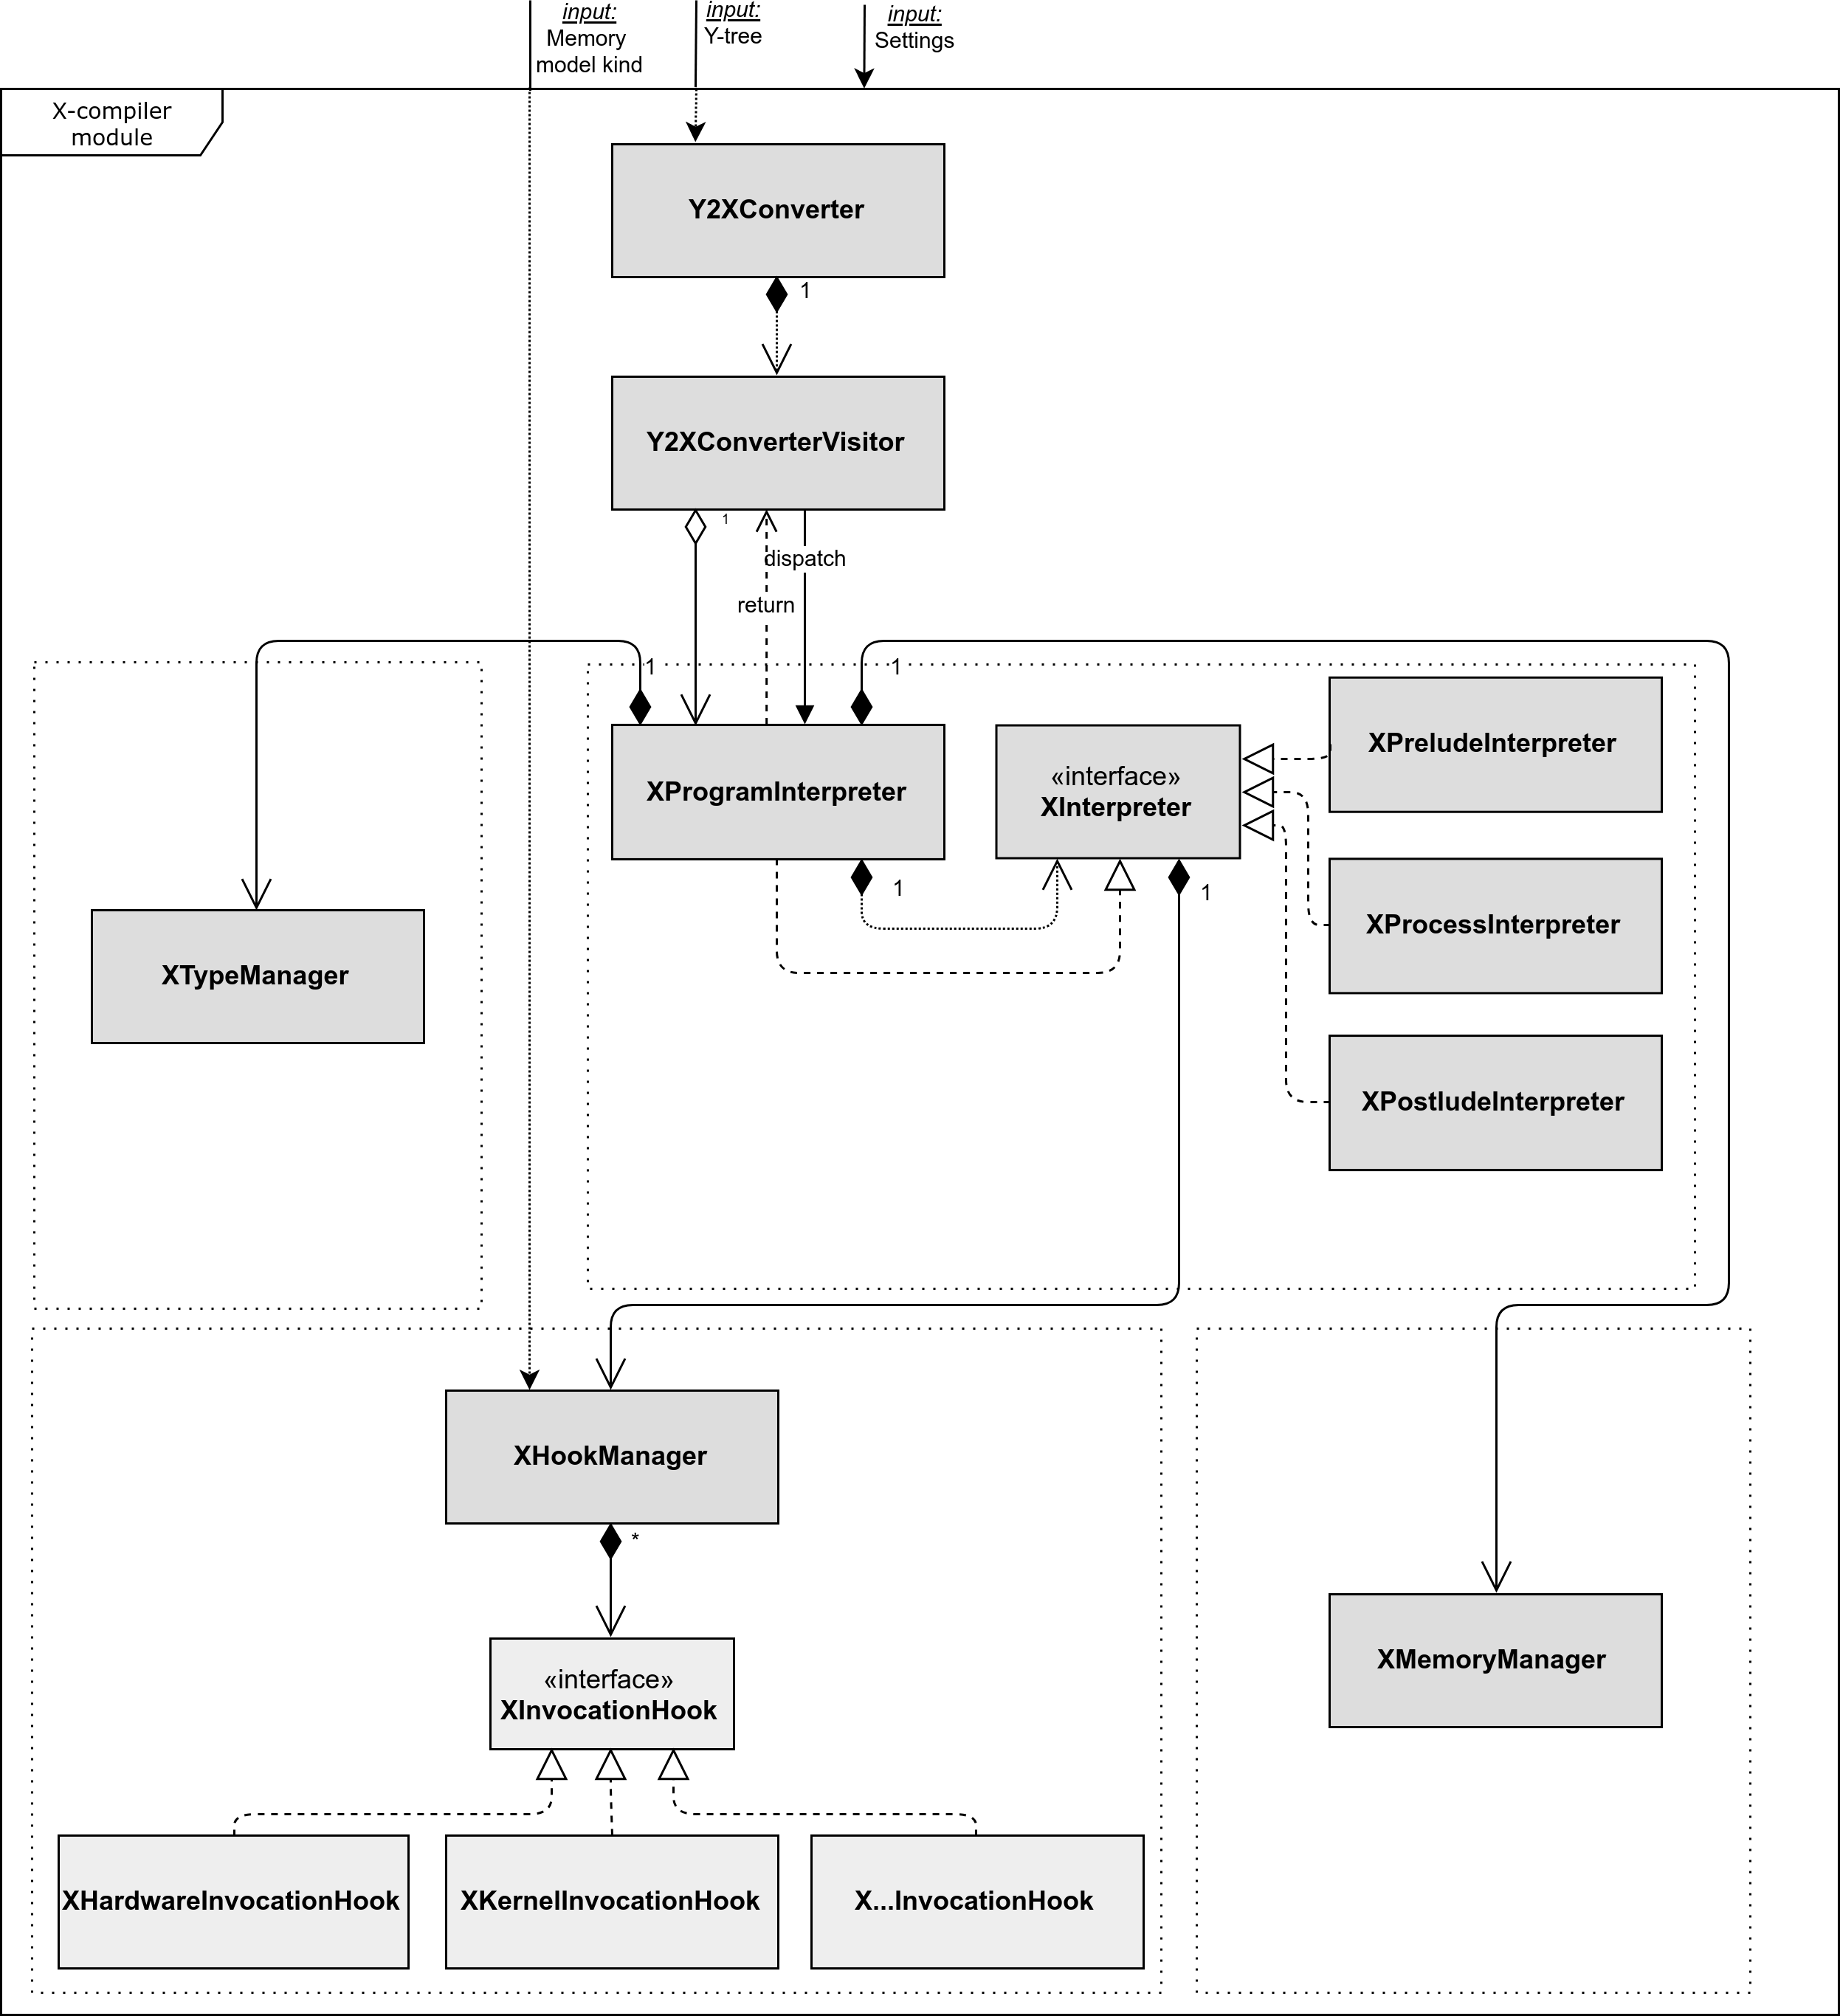 input:
Memory
model kind
input:
Y-tree
input:
Settings
X-compiler
module
Y2XConverter
1
Y2XConverterVisitor
1
dispatch
return
1
1
XProgramInterpreter
«interface»
XInterpreter
XPreludeInterpreter
1
1
XProcessInterpreter
XTypeManager
XPostludeInterpreter
XHookManager
*
«interface»
XInvocationHook
XMemoryManager
XHardwareInvocationHook
XKernelInvocationHook
X...InvocationHook